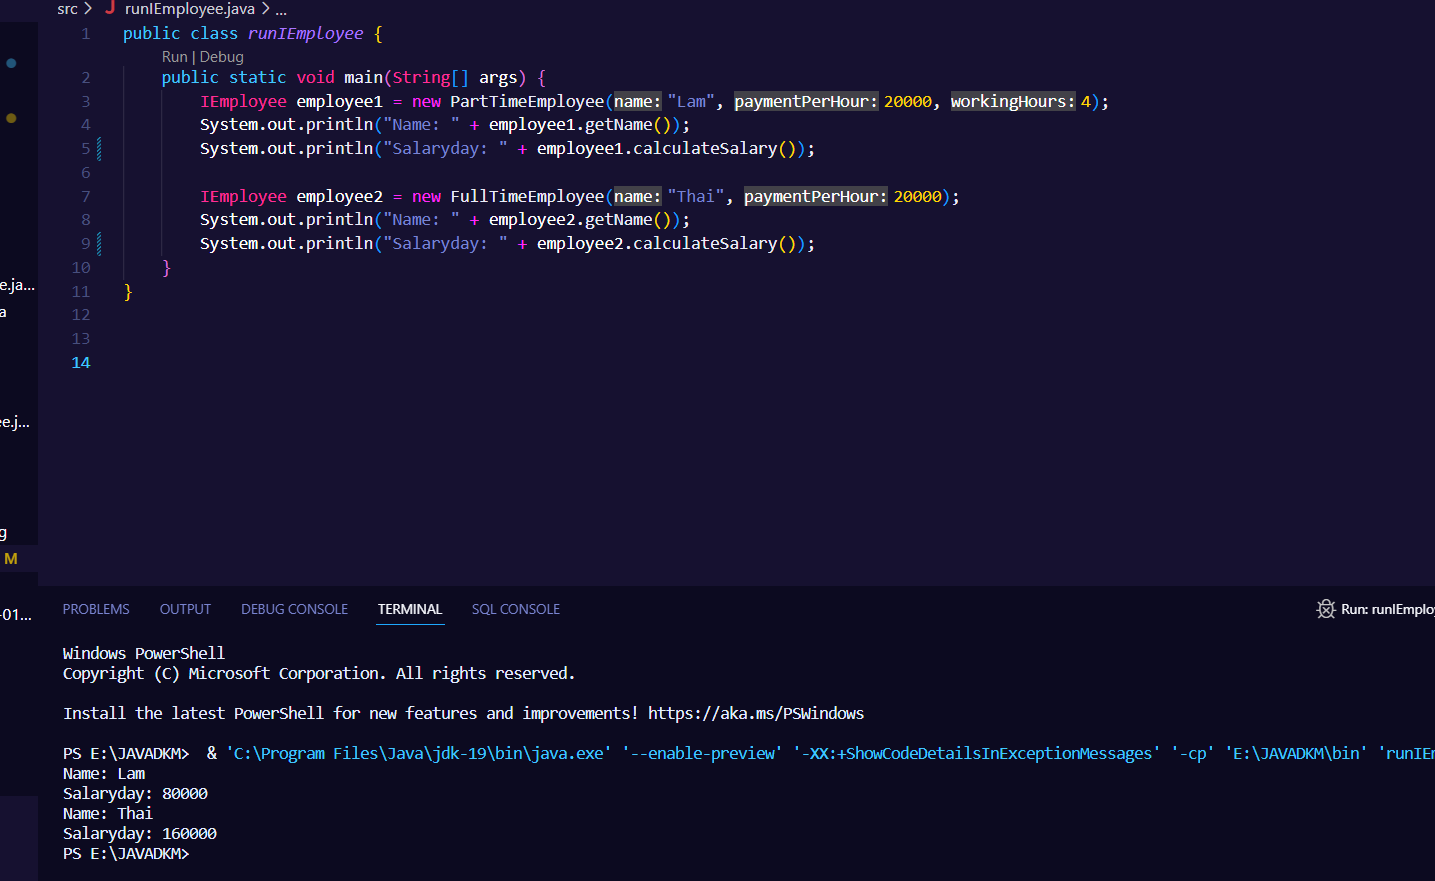 src > J runIEmployee.java > ...
1 public class runIEmployee {
Run | Debug
2 public static void main(String[] args) {
3 IEmployee employee1 = new PartTimeEmployee(name: "Lam", paymentPerHour: 20000, workingHours: 4);
4 System.out.println("Name: " + employee1.getName());
5 System.out.println("Salaryday: " + employee1.calculateSalary());
6
7 IEmployee employee2 = new FullTimeEmployee(name: "Thai", paymentPerHour: 20000);
8 System.out.println("Name: " + employee2.getName());
9 System.out.println("Salaryday: " + employee2.calculateSalary());
10 }
11 }
12
13
14
e.ja...
a
ee.j...
g
M
-01...
PROBLEMS OUTPUT DEBUG CONSOLE TERMINAL SQL CONSOLE Run: runIEmplo
Windows PowerShell
Copyright (C) Microsoft Corporation. All rights reserved.
Install the latest PowerShell for new features and improvements! https://aka.ms/PSWindows
PS E:\JAVADKM> & 'C:\Program Files\Java\jdk-19\bin\java.exe' '--enable-preview' '-XX:+ShowCodeDetailsInExceptionMessages' '-cp' 'E:\JAVADKM\bin' 'runIEm
Name: Lam
Salaryday: 80000
Name: Thai
Salaryday: 160000
PS E:\JAVADKM>